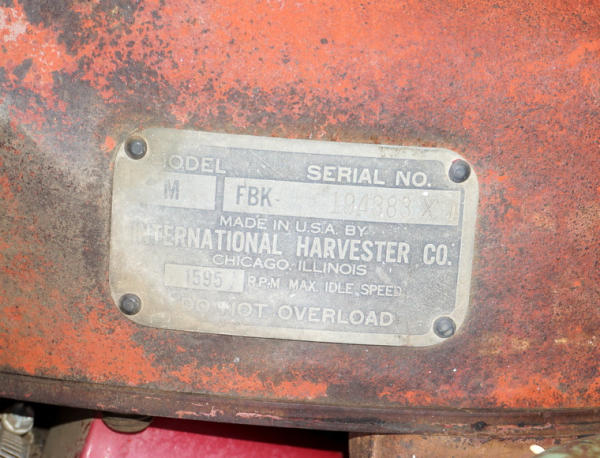 MODEL SERIAL NO.
M FBK- 194383 X1
MADE IN U.S.A. BY
INTERNATIONAL HARVESTER CO.
CHICAGO, ILLINOIS
1595 R.P.M. MAX. IDLE SPEED
DO NOT OVERLOAD